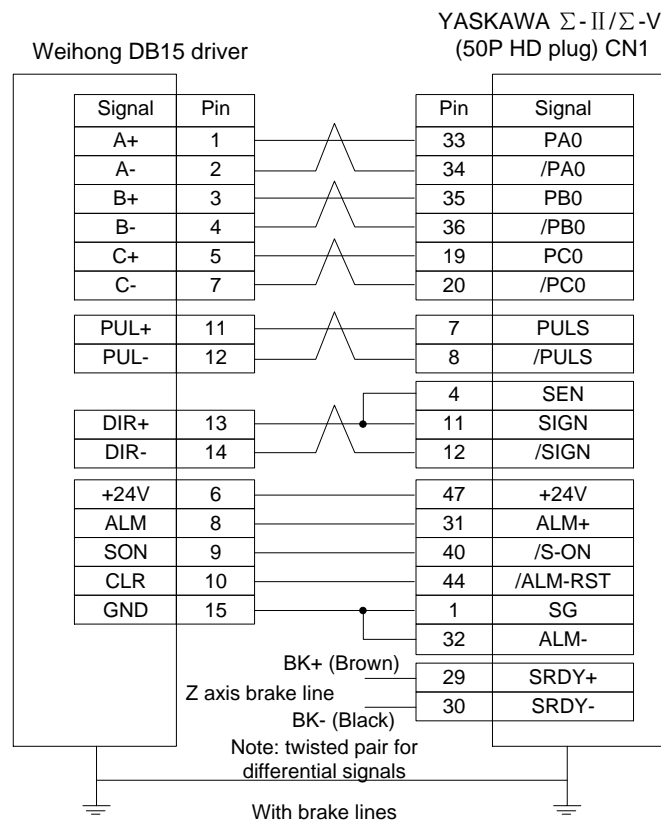 YASKAWA Σ-Ⅱ/Σ-V
Weihong DB15 driver
(50P HD plug) CN1
Signal Pin Pin Signal
A+ 1 33 PA0
A- 2 34 /PA0
B+ 3 35 PB0
B- 4 36 /PB0
C+ 5 19 PC0
C- 7 20 /PC0
PUL+ 11 7 PULS
PUL- 12 8 /PULS
4 SEN
DIR+ 13 11 SIGN
DIR- 14 12 /SIGN
+24V 6 47 +24V
ALM 8 31 ALM+
SON 9 40 /S-ON
CLR 10 44 /ALM-RST
GND 15 1 SG
32 ALM-
BK+ (Brown)
29 SRDY+
Z axis brake line
30 SRDY-
BK- (Black)
Note: twisted pair for
differential signals
With brake lines